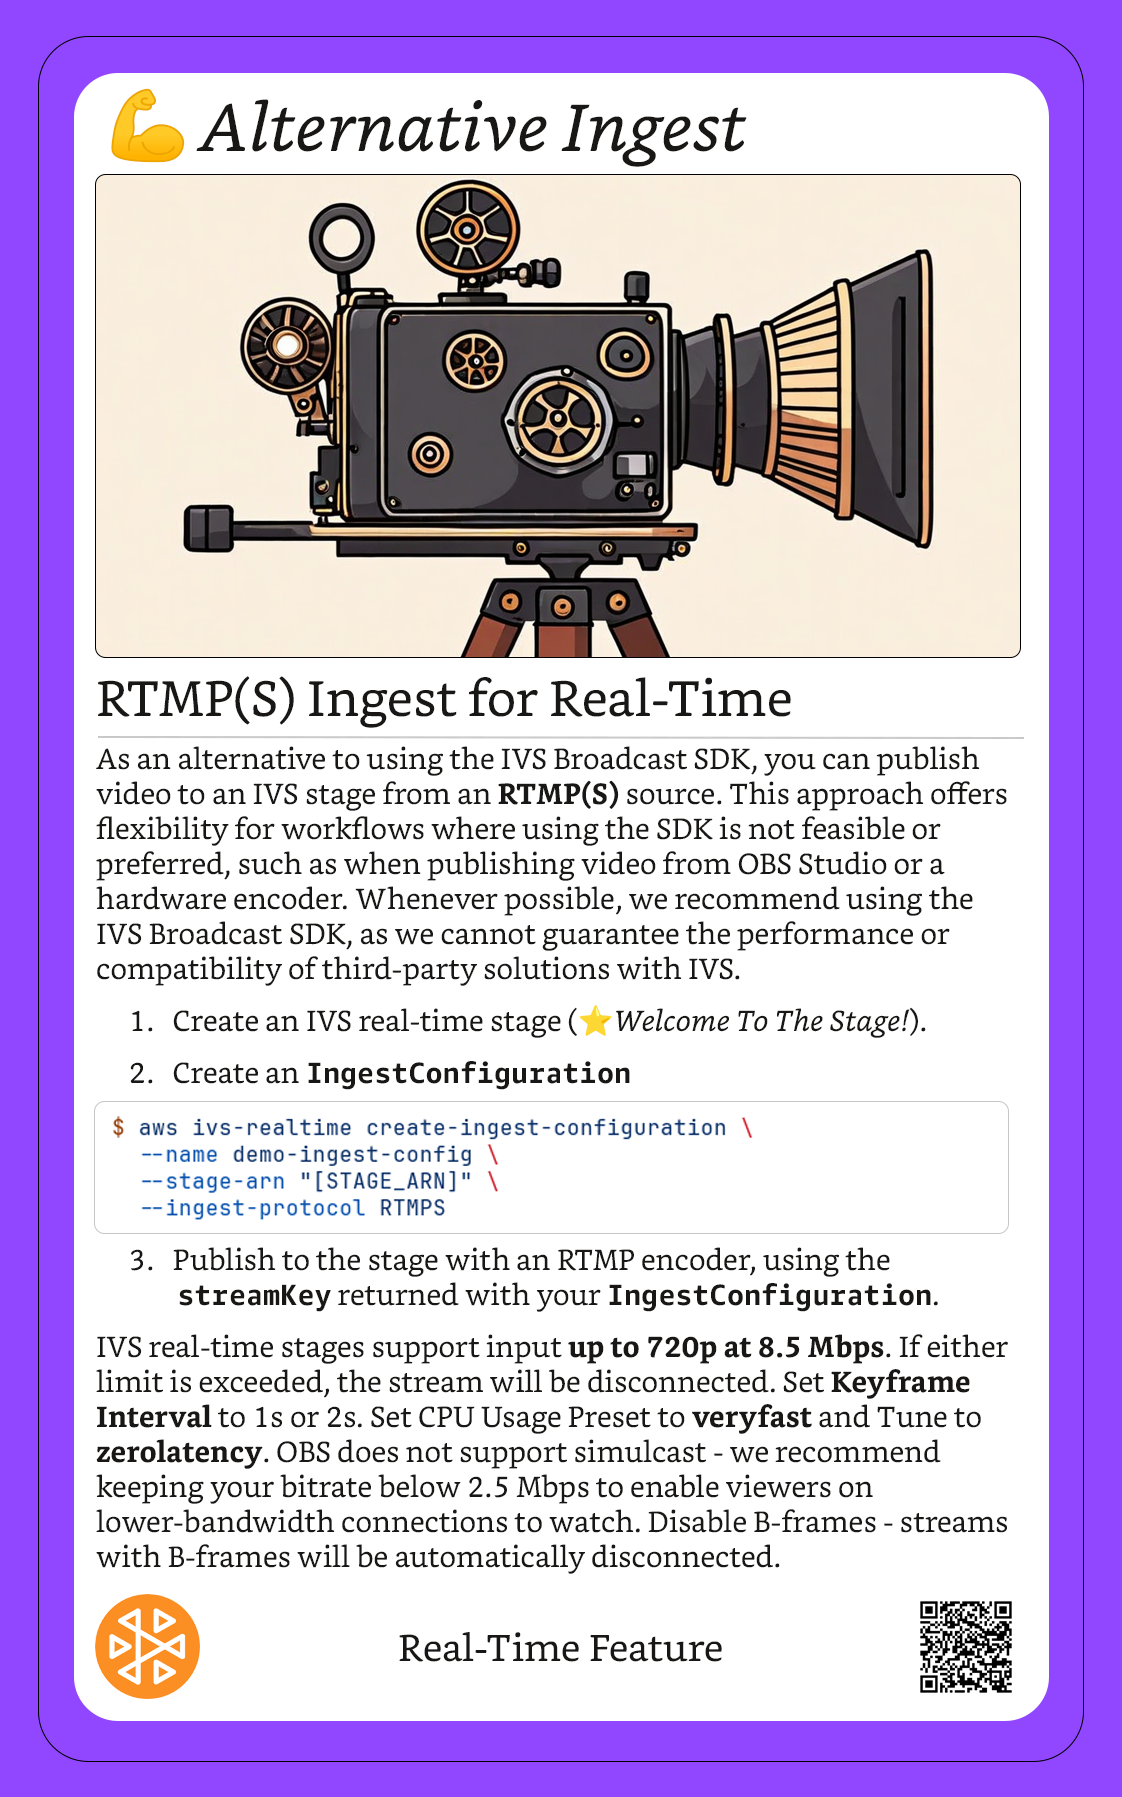 💪 Alternative Ingest
RTMP(S) Ingest for Real-Time
As an alternative to using the IVS Broadcast SDK, you can publish
video to an IVS stage from an RTMP(S) source. This approach offers
flexibility for workflows where using the SDK is not feasible or
preferred, such as when publishing video from OBS Studio or a
hardware encoder. Whenever possible, we recommend using the
IVS Broadcast SDK, as we cannot guarantee the performance or
compatibility of third-party solutions with IVS.
1. Create an IVS real-time stage (⭐Welcome To The Stage!).
2. Create an IngestConfiguration
$ aws ivs-realtime create-ingest-configuration \
--name demo-ingest-config \
--stage-arn "[STAGE_ARN]" \
--ingest-protocol RTMPS
3. Publish to the stage with an RTMP encoder, using the
streamKey returned with your IngestConfiguration.
IVS real-time stages support input up to 720p at 8.5 Mbps. If either
limit is exceeded, the stream will be disconnected. Set Keyframe
Interval to 1s or 2s. Set CPU Usage Preset to veryfast and Tune to
zerolatency. OBS does not support simulcast - we recommend
keeping your bitrate below 2.5 Mbps to enable viewers on
lower-bandwidth connections to watch. Disable B-frames - streams
with B-frames will be automatically disconnected.
Real-Time Feature